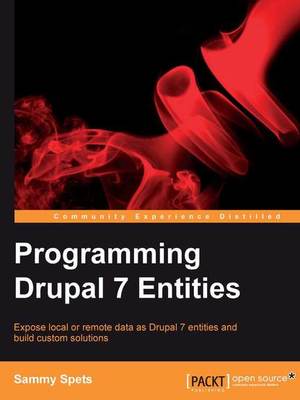 Community Experience Distilled
Programming
Drupal 7 Entities
Expose local or remote data as Drupal 7 entities and
build custom solutions
Sammy Spets
[PACKT] open source*
PUBLISHING